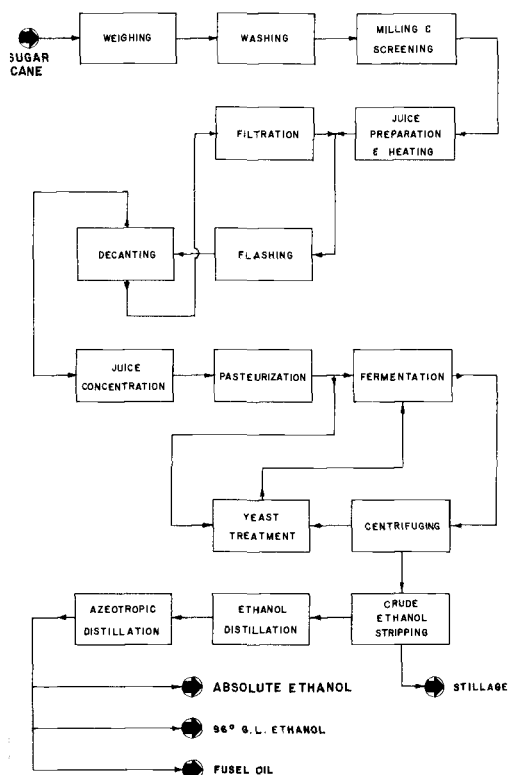 WEIGHING
WASHING
MILLING &
SCREENING
SUGAR
CANE
FILTRATION
JUICE
PREPARATION
& HEATING
DECANTING
FLASHING
JUICE
CONCENTRATION
PASTEURIZATION
FERMENTATION
YEAST
TREATMENT
CENTRIFUGING
AZEOTROPIC
DISTILLATION
ETHANOL
DISTILLATION
CRUDE
ETHANOL
STRIPPING
ABSOLUTE ETHANOL
STILLAGE
96° G.L. ETHANOL
FUSEL OIL